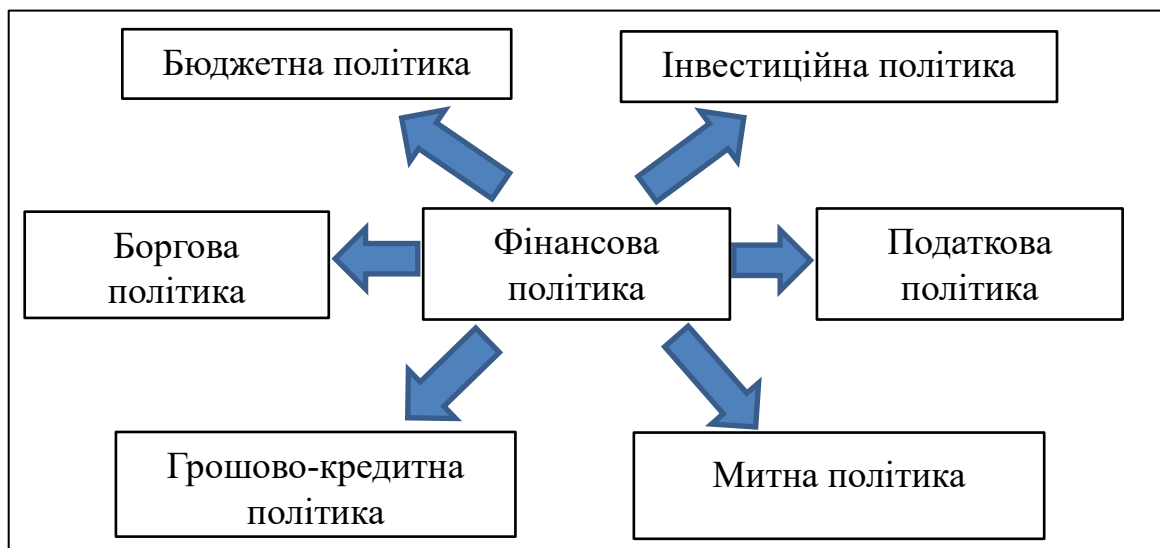 Бюджетна політика
Інвестиційна політика
Боргова
політика
Фінансова
політика
Податкова
політика
Грошово-кредитна
політика
Митна політика